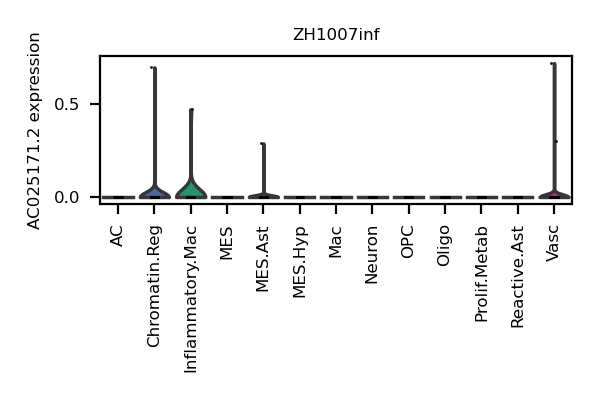 ZH1007inf
AC025171.2 expression
0.5
0.0
AC
Chromatin.Reg
Inflammatory.Mac
MES
MES.Ast
MES.Hyp
Mac
Neuron
OPC
Oligo
Prolif.Metab
Reactive.Ast
Vasc